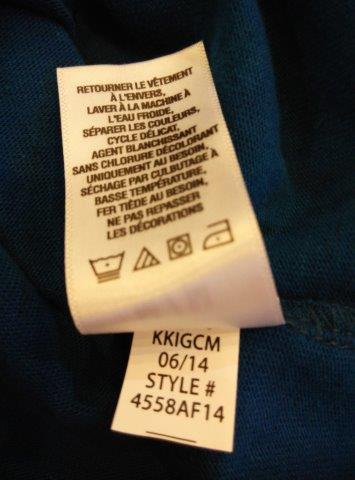 RETOURNER LE VÊTEMENT
À L'ENVERS,
LAVER À LA MACHINE À
L'EAU FROIDE,
SÉPARER LES COULEURS,
CYCLE DÉLICAT,
AGENT BLANCHISSANT
SANS CHLORURE DÉCOLORANT
UNIQUEMENT AU BESOIN,
SÉCHAGE PAR CULBUTAGE À
BASSE TEMPÉRATURE,
FER TIÈDE AU BESOIN,
NE PAS REPASSER
LES DÉCORATIONS
KKIGCM
06/14
STYLE #
4558AF14